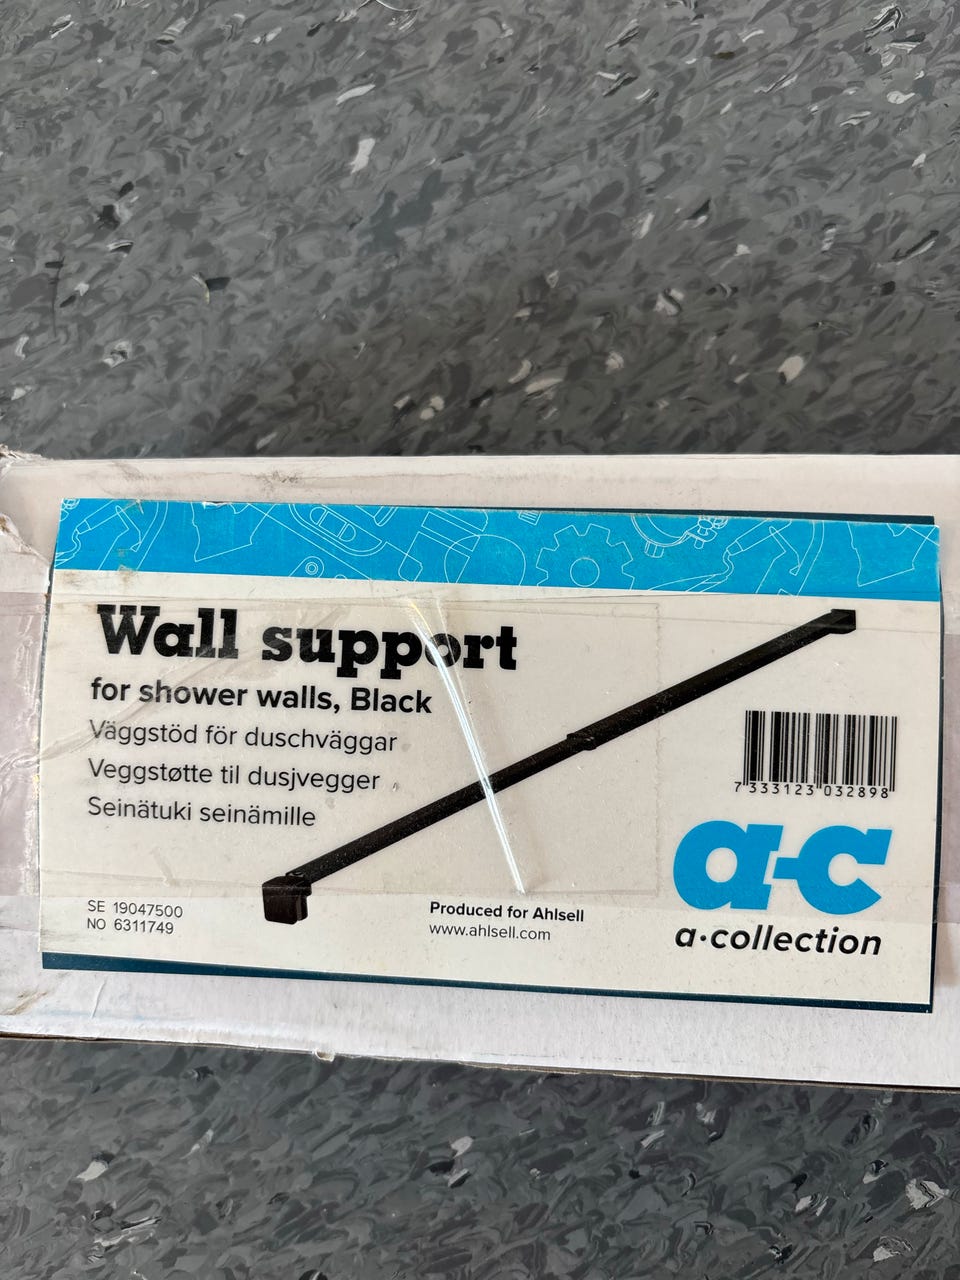 Wall support
for shower walls, Black
Väggstöd för duschväggar
Veggstøtte til dusjvegger
Seinätuki seinämille
SE 19047500
NO 6311749
Produced for Ahlsell
www.ahlsell.com
7 333123 032898
a-c
a·collection